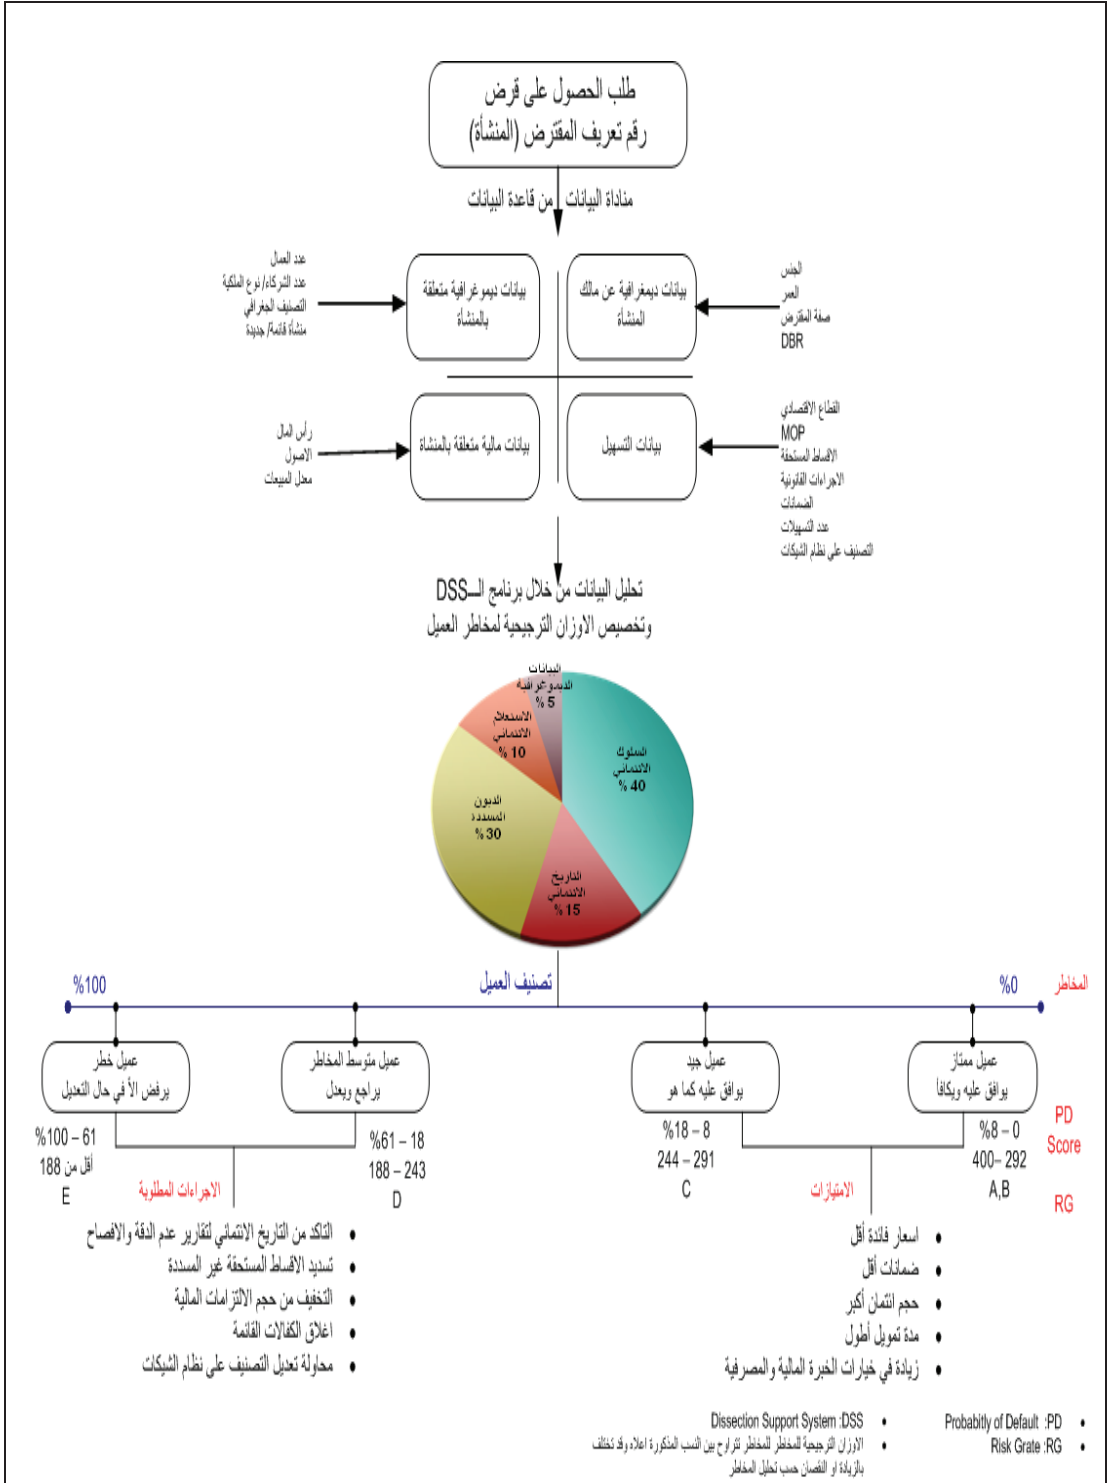 طلب الحصول على قرض
رقم تعريف المقترض (المنشأة)
مناداة البيانات من قاعدة البيانات
الجنس
العمر
صفة المقترض
DBR
بيانات ديمغرافية عن مالك
المنشأة
بيانات ديموغرافية متعلقة
بالمنشأة
عدد العمال
عدد الشركاء/ نوع الملكية
التصنيف الجغرافي
منشأة قائمة/ جديدة
القطاع الاقتصادي
MOP
الاقساط المستحقة
الاجراءات القانونية
الضمانات
عدد التسهيلات
التصنيف على نظام الشيكات
بيانات التسهيل
بيانات مالية متعلقة بالمنشاة
رأس المال
الاصول
معدل المبيعات
تحليل البيانات من خلال برنامج الــDSS
وتخصيص الاوزان الترجيحية لمخاطر العميل
البيانات
الديموغرافية
5 %
السلوك
الائتماني
40 %
الاستعلام
الائتماني
10 %
الديون
المسددة
30 %
التاريخ
الائتماني
15 %
المخاطر
%0
تصنيف العميل
%100
عميل ممتاز
يوافق عليه ويكافأ
عميل جيد
يوافق عليه كما هو
عميل متوسط المخاطر
يراجع ويعدل
عميل خطر
يرفض الأ في حال التعديل
PD
%8 – 0
%18 – 8
%61 – 18
%100 – 61
Score
400– 292
244 – 291
188 – 243
أقل من 188
RG
A,B
C
D
E
الامتيازات
اسعار فائدة أقل
ضمانات أقل
حجم ائتمان أكبر
مدة تمويل أطول
زيادة في خيارات الخبرة المالية والمصرفية
الاجراءات المطلوبة
التاكد من التاريخ الائتماني لتقارير عدم الدقة والافصاح
تسديد الاقساط المستحقة غير المسددة
التخفيف من حجم الالتزامات المالية
اغلاق الكفالات القائمة
محاولة تعديل التصنيف على نظام الشيكات
Probabitly of Default :PD
Risk Grate :RG
Dissection Support System :DSS
الاوزان الترجيحية للمخاطر للمخاطر تتراوح بين النسب المذكورة اعلاه وقد تختلف
بالزيادة او النقصان حسب تحليل المخاطر